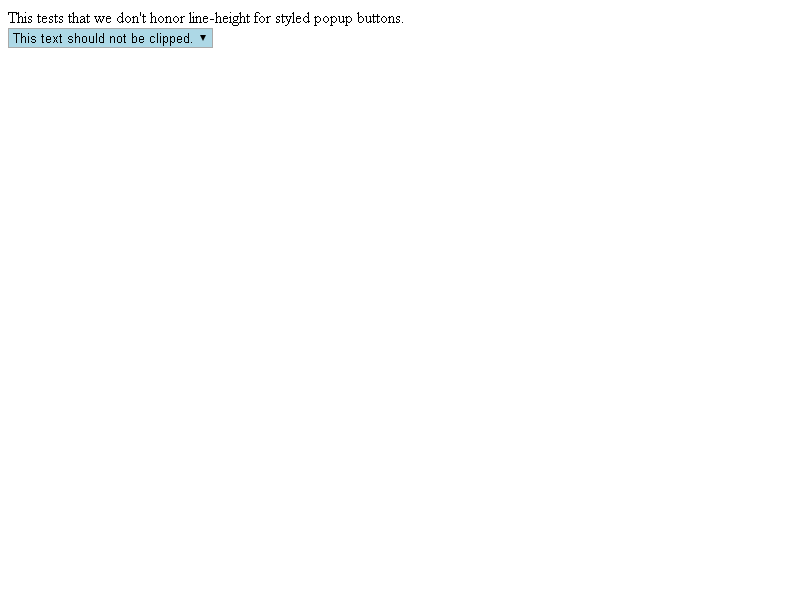 This tests that we don't honor line-height for styled popup buttons.
This text should not be clipped. ▼